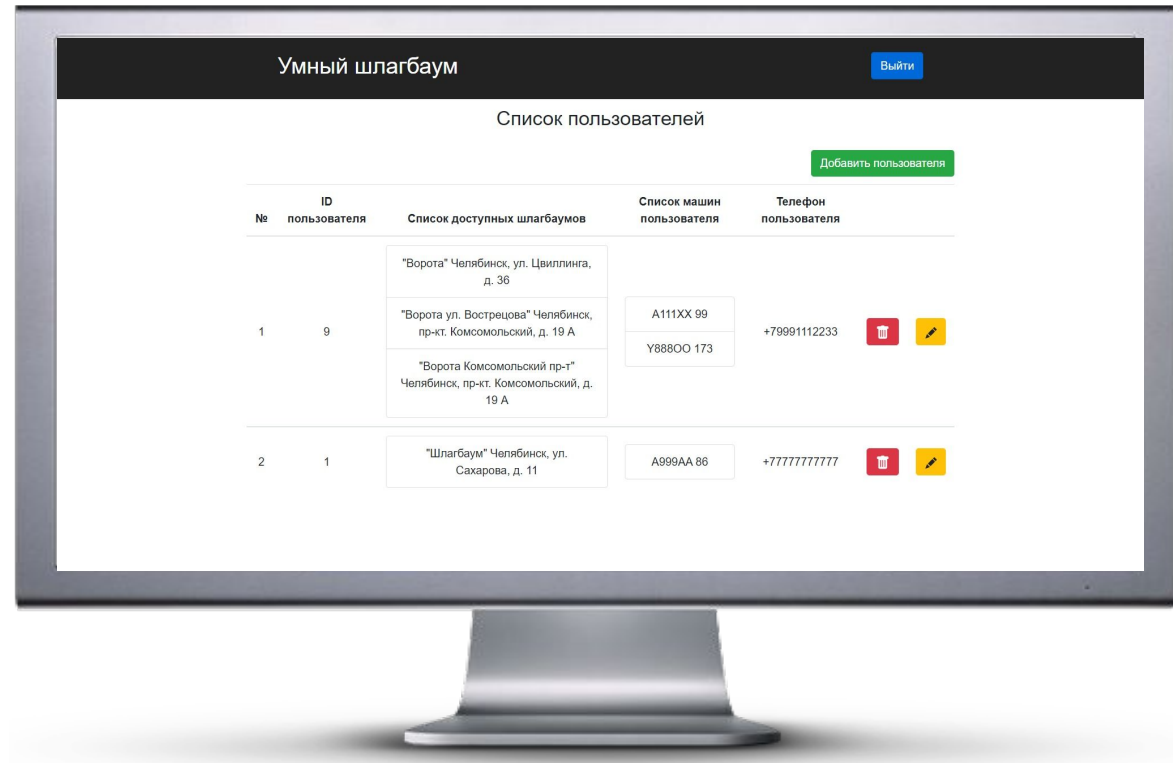 Умный шлагбаум
Выйти
Список пользователей
Добавить пользователя
№
ID
пользователя
Список доступных шлагбаумов
Список машин
пользователя
Телефон
пользователя
1
9
"Ворота" Челябинск, ул. Цвиллинга,
д. 36
"Ворота ул. Вострецова" Челябинск,
пр-кт. Комсомольский, д. 19 А
"Ворота Комсомольский пр-т"
Челябинск, пр-кт. Комсомольский, д.
19 А
А111ХХ 99
У888ОО 173
+79991112233
2
1
"Шлагбаум" Челябинск, ул.
Сахарова, д. 11
А999АА 86
+77777777777